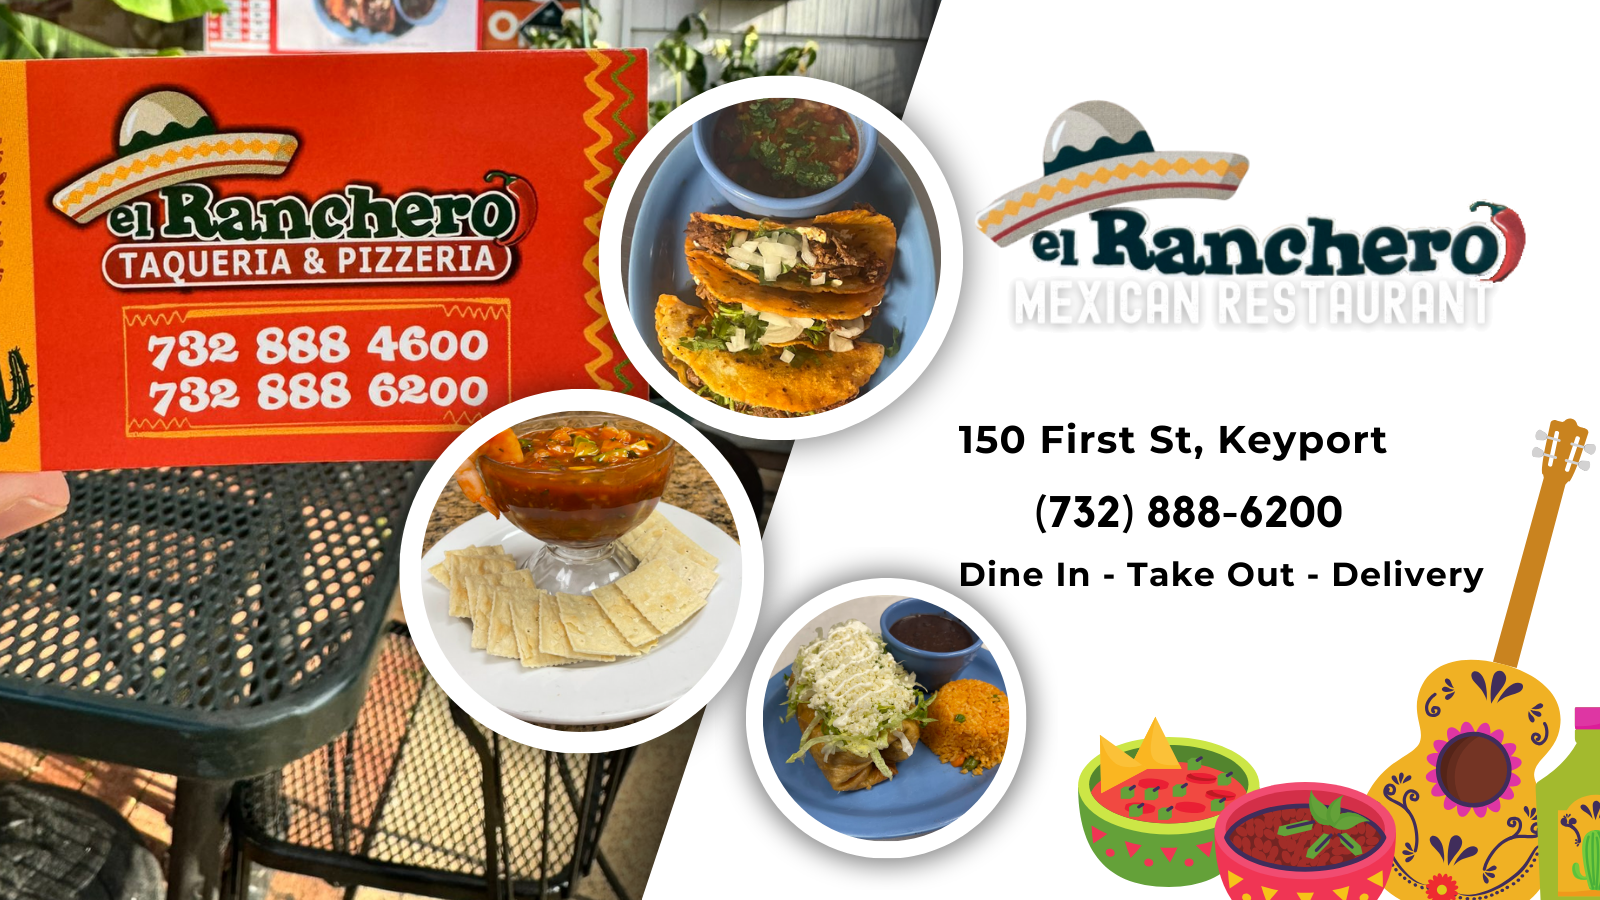 el Ranchero
TAQUERIA & PIZZERIA
732 888 4600
732 888 6200
el Ranchero
MEXICAN RESTAURANT
150 First St, Keyport
(732) 888-6200
Dine In - Take Out - Delivery